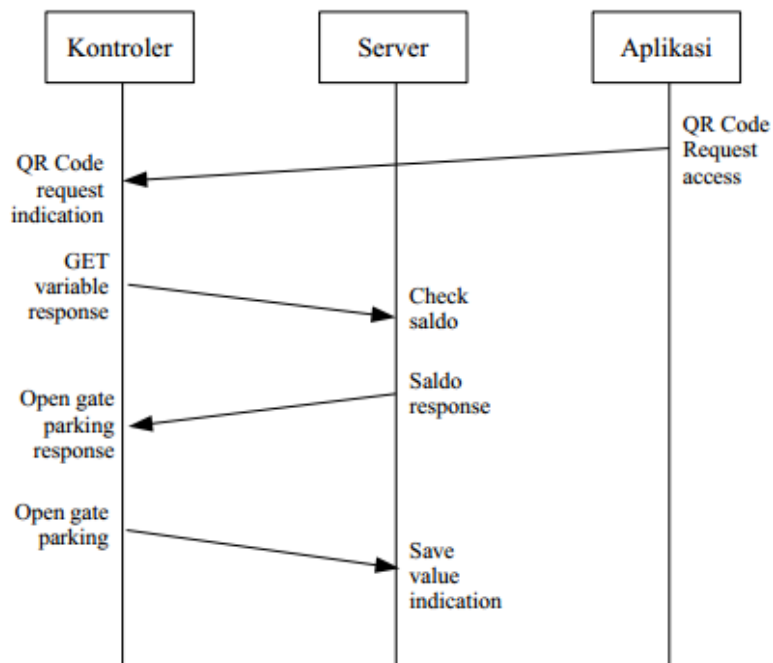 Kontroler
Server
Aplikasi
QR Code
Request
access
QR Code
request
indication
GET
variable
response
Check
saldo
Saldo
response
Open gate
parking
response
Open gate
parking
Save
value
indication